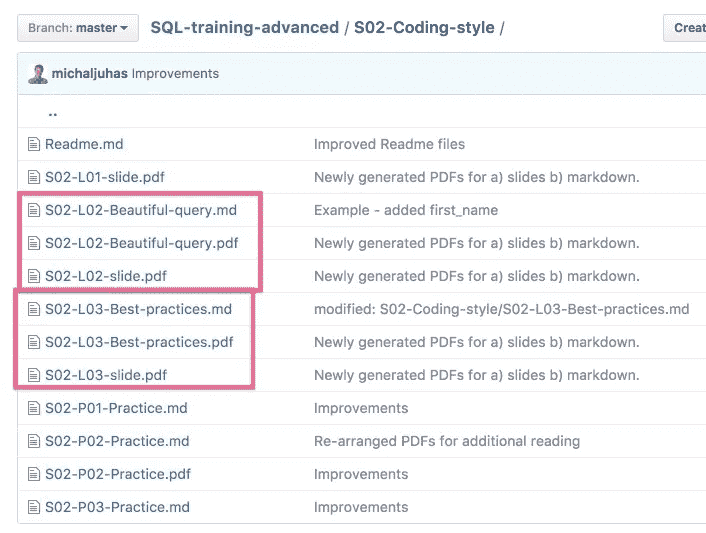 Branch: master SQL-training-advanced / S02-Coding-style / Creat
michaljuhas Improvements
..
Readme.md Improved Readme files
S02-L01-slide.pdf Newly generated PDFs for a) slides b) markdown.
S02-L02-Beautiful-query.md Example - added first_name
S02-L02-Beautiful-query.pdf Newly generated PDFs for a) slides b) markdown.
S02-L02-slide.pdf Newly generated PDFs for a) slides b) markdown.
S02-L03-Best-practices.md modified: S02-Coding-style/S02-L03-Best-practices.md
S02-L03-Best-practices.pdf Newly generated PDFs for a) slides b) markdown.
S02-L03-slide.pdf Newly generated PDFs for a) slides b) markdown.
S02-P01-Practice.md Improvements
S02-P02-Practice.md Re-arranged PDFs for additional reading
S02-P02-Practice.pdf Improvements
S02-P03-Practice.md Improvements